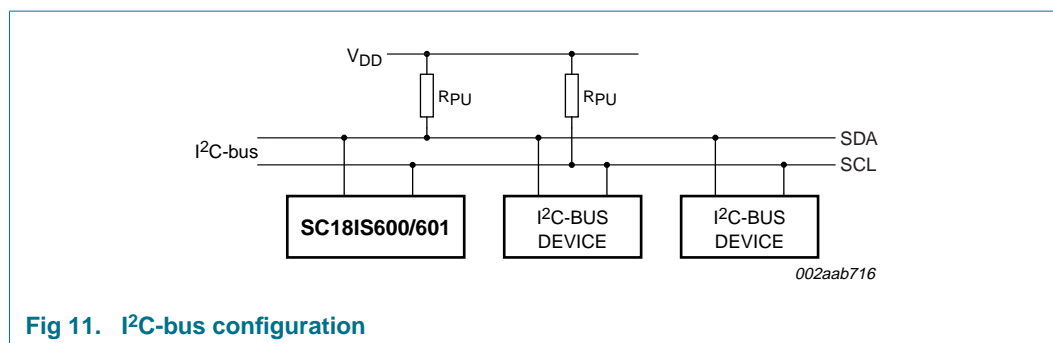 VDD
RPU RPU
I²C-bus
SDA
SCL
SC18IS600/601
I²C-BUS
DEVICE
I²C-BUS
DEVICE
002aab716
Fig 11. I²C-bus configuration